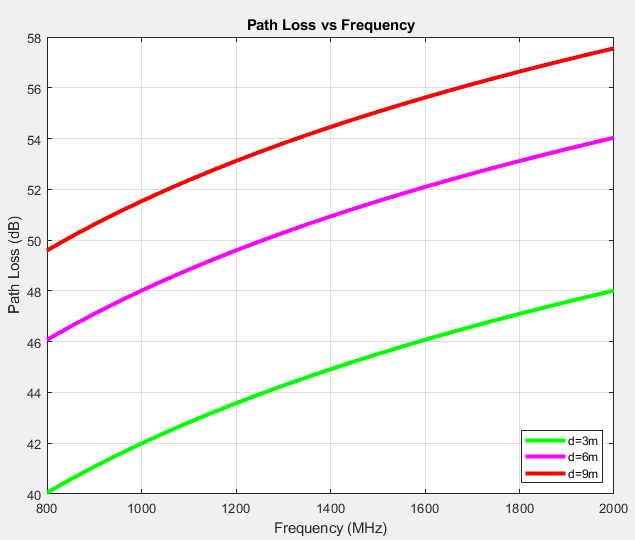 Path Loss vs Frequency
Path Loss (dB)
58
56
54
52
50
48
46
44
42
40
800 1000 1200 1400 1600 1800 2000
Frequency (MHz)
d=3m
d=6m
d=9m